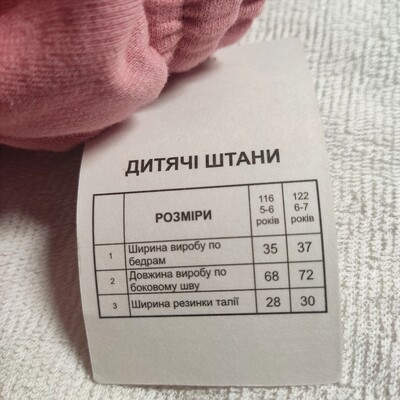 ДИТЯЧІ ШТАНИ
РОЗМІРИ
116
5-6
років
122
6-7
років
1 Ширина виробу по
бедрам 35 37
2 Довжина виробу по
боковому шву 68 72
3 Ширина резинки талії 28 30